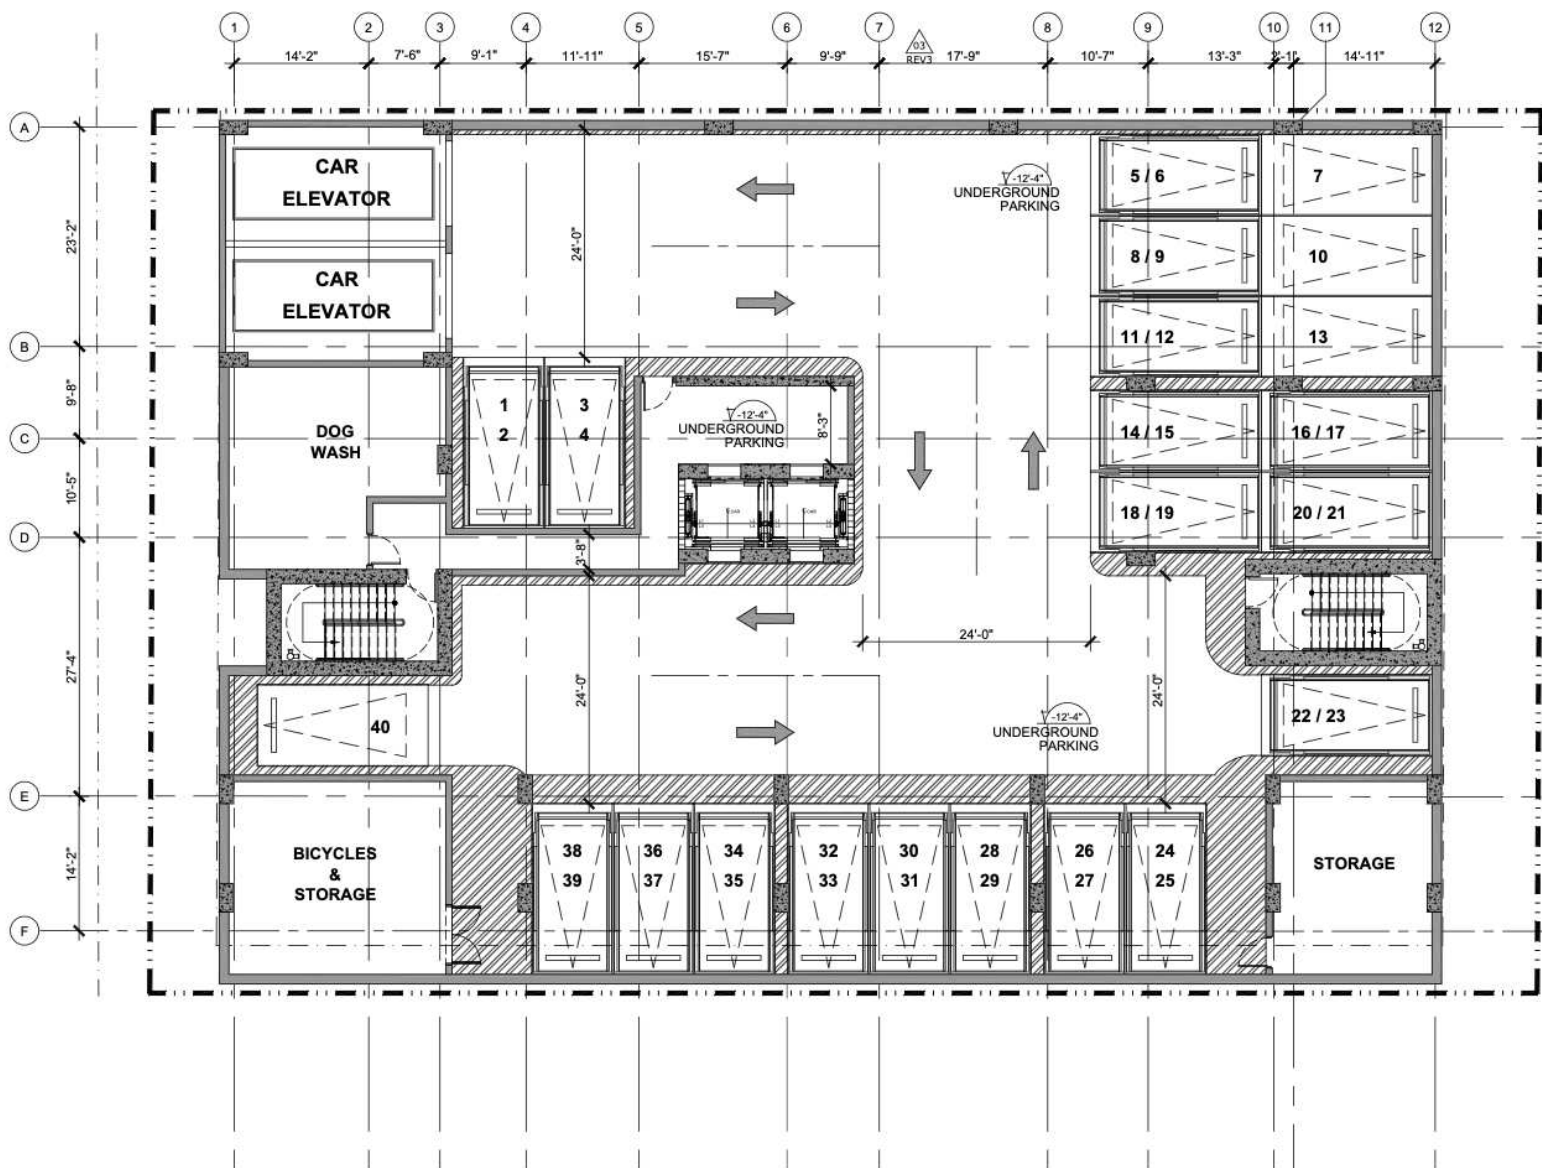 1 2 3 4 5 6 7 8 9 10 11 12
03
REV3
14'-2" 7'-6" 9'-1" 11'-11" 15'-7" 9'-9" 17'-9" 10'-7" 13'-3" 2'-1" 14'-11"
A
CAR
ELEVATOR
-12'-4"
UNDERGROUND
PARKING
5 / 6 7
23'-2"
24'-0"
8 / 9 10
CAR
ELEVATOR
11 / 12 13
B
9'-8"
1
2
3
4
-12'-4"
UNDERGROUND
PARKING
8'-3"
C
DOG
WASH
14 / 15 16 / 17
10'-5"
18 / 19 20 / 21
D
3'-8"
27'-4"
24'-0"
24'-0"
24'-0"
40
-12'-4"
UNDERGROUND
PARKING
22 / 23
E
14'-2"
BICYCLES
&
STORAGE
38
39
36
37
34
35
32
33
30
31
28
29
26
27
24
25
STORAGE
F